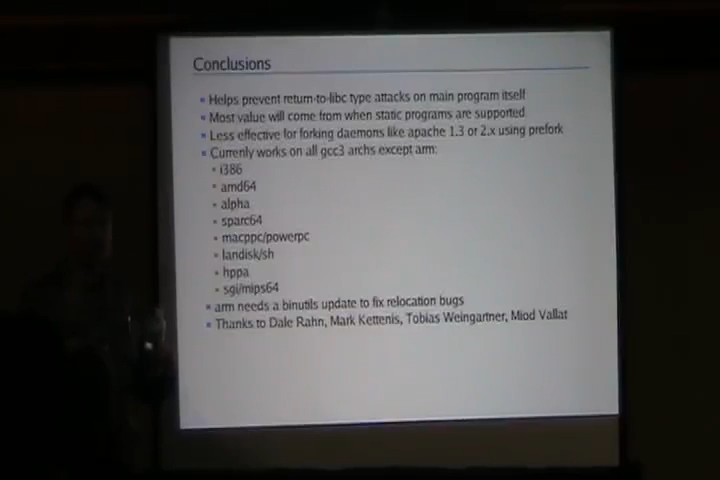 Conclusions
Helps prevent return-to-libc type attacks on main program itself
Most value will come from when static programs are supported
Less effective for forking daemons like apache 1.3 or 2.x using prefork
Currenly works on all gcc3 archs except arm:
i386
amd64
alpha
sparc64
macppc/powerpc
landisk/sh
hppa
sgi/mips64
arm needs a binutils update to fix relocation bugs
Thanks to Dale Rahn, Mark Kettenis, Tobias Weingartner, Miod Vallat